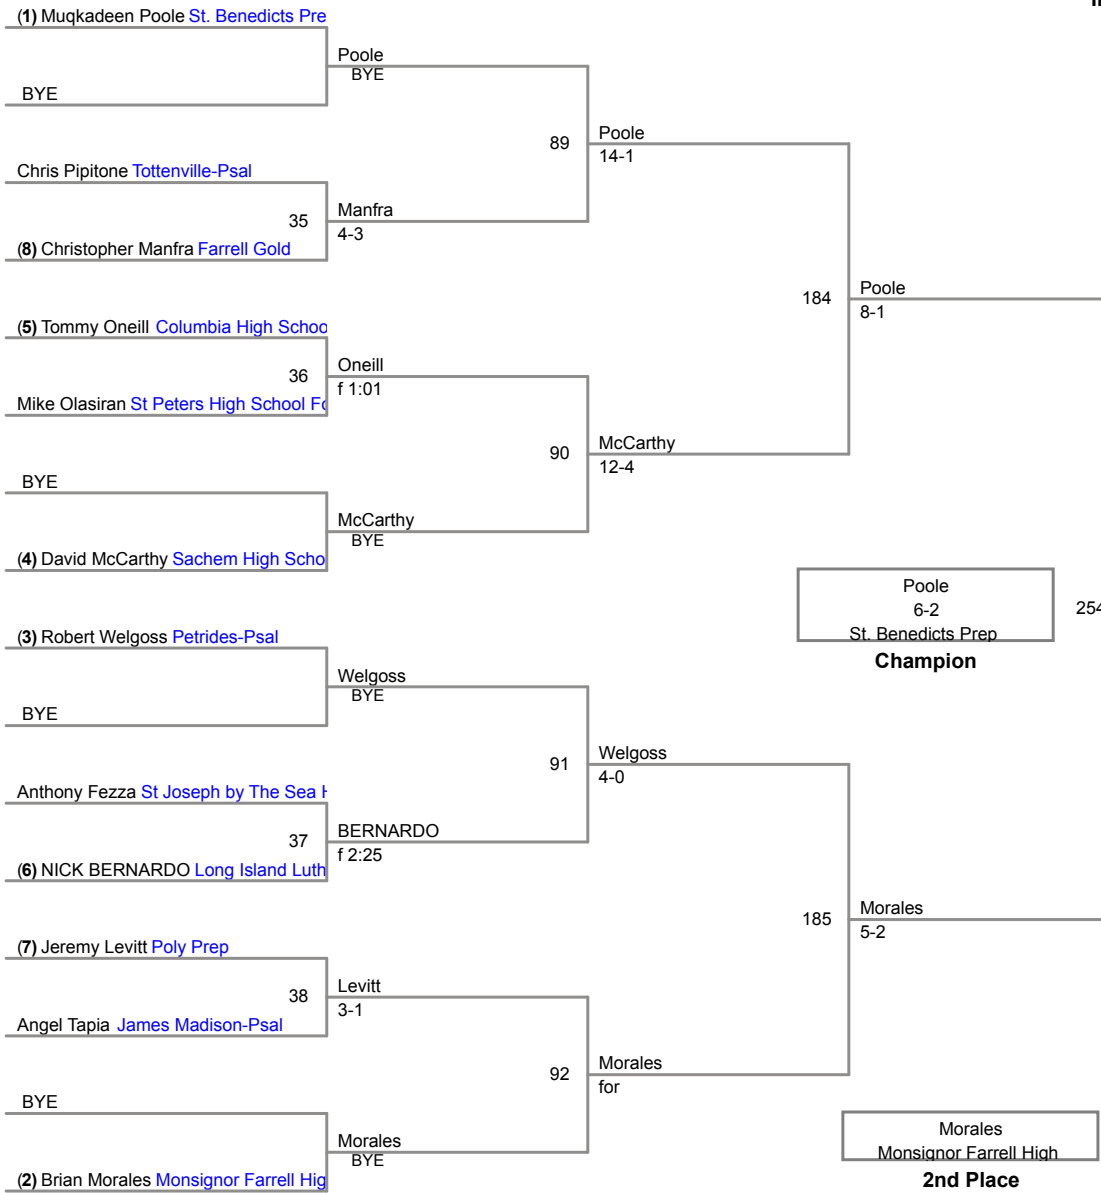 (1) Muqkadeen Poole St. Benedicts Pre
Poole
BYE
BYE
89
Poole
14-1
Chris Pipitone Tottenville-Psal
35
Manfra
4-3
(8) Christopher Manfra Farrell Gold
184
Poole
8-1
(5) Tommy Oneill Columbia High Schoo
36
Oneill
f 1:01
Mike Olasiran St Peters High School Fo
90
McCarthy
12-4
BYE
McCarthy
BYE
(4) David McCarthy Sachem High Scho
Poole
6-2
254
St. Benedicts Prep
Champion
(3) Robert Welgoss Petrides-Psal
Welgoss
BYE
BYE
91
Welgoss
4-0
Anthony Fezza St Joseph by The Sea
37
BERNARDO
f 2:25
(6) NICK BERNARDO Long Island Luth
185
Morales
5-2
(7) Jeremy Levitt Poly Prep
38
Levitt
3-1
Angel Tapia James Madison-Psal
92
Morales
for
BYE
Morales
BYE
(2) Brian Morales Monsignor Farrell Hig
Morales
Monsignor Farrell High
2nd Place